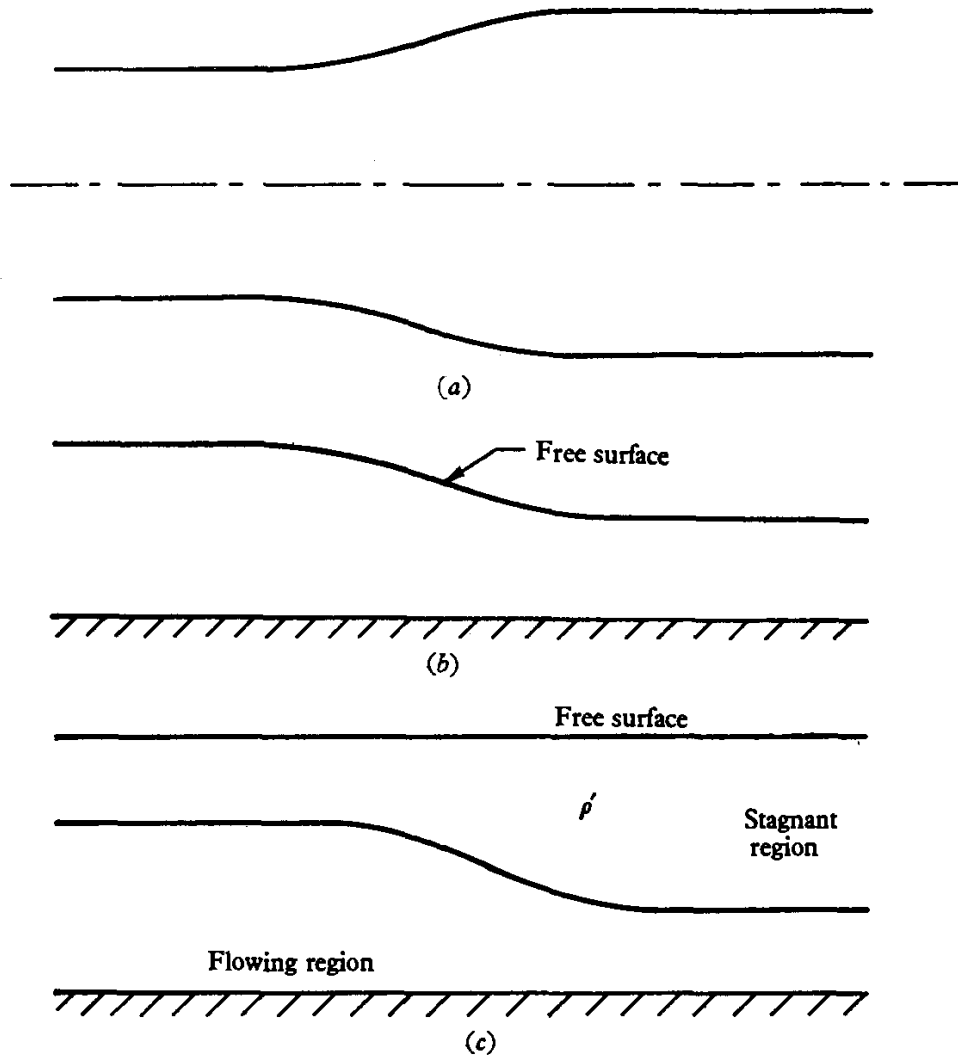 (a)
Free surface
(b)
Free surface
ρ′
Stagnant
region
Flowing region
(c)